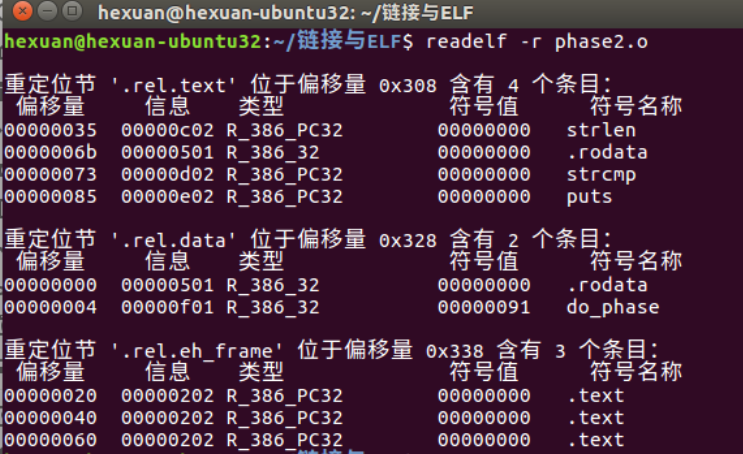 hexuan@hexuan-ubuntu32: ~/链接与ELF
hexuan@hexuan-ubuntu32:~/链接与ELF$ readelf -r phase2.o
重定位节 '.rel.text' 位于偏移量 0x308 含有 4 个条目：
偏移量 信息 类型 符号值 符号名称
00000035 00000c02 R_386_PC32 00000000 strlen
0000006b 00000501 R_386_32 00000000 .rodata
00000073 00000d02 R_386_PC32 00000000 strcmp
00000085 00000e02 R_386_PC32 00000000 puts
重定位节 '.rel.data' 位于偏移量 0x328 含有 2 个条目：
偏移量 信息 类型 符号值 符号名称
00000000 00000501 R_386_32 00000000 .rodata
00000004 00000f01 R_386_32 00000091 do_phase
重定位节 '.rel.eh_frame' 位于偏移量 0x338 含有 3 个条目：
偏移量 信息 类型 符号值 符号名称
00000020 00000202 R_386_PC32 00000000 .text
00000040 00000202 R_386_PC32 00000000 .text
00000060 00000202 R_386_PC32 00000000 .text